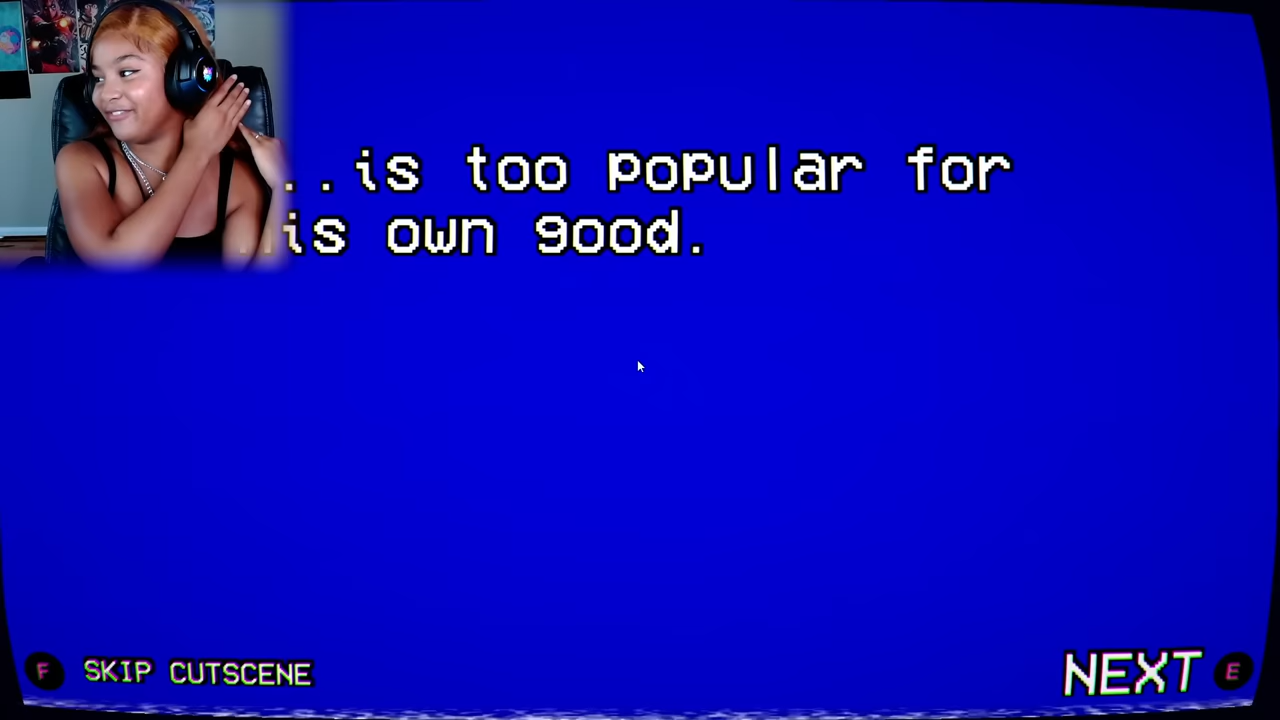 ..is too popular for
is own good.
F SKIP CUTSCENE
NEXT E